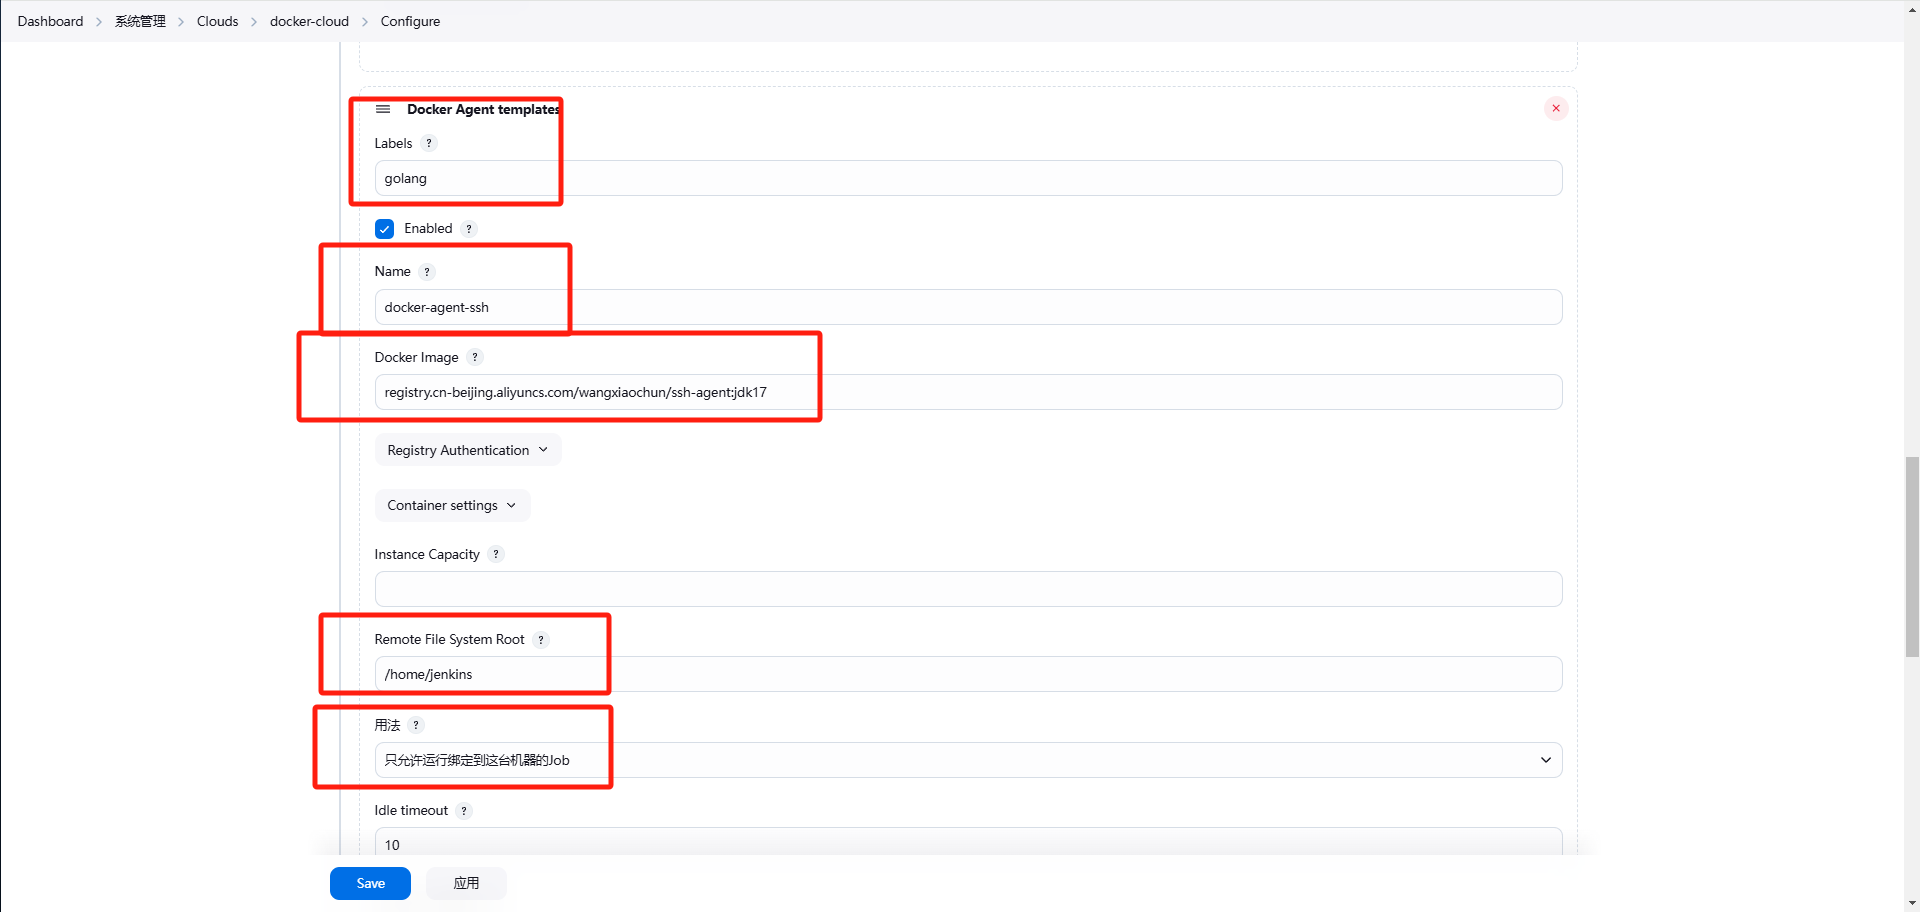 Dashboard > 系统管理 > Clouds > docker-cloud > Configure
Docker Agent templates
Labels ?
golang
Enabled ?
Name ?
docker-agent-ssh
Docker Image ?
registry.cn-beijing.aliyuncs.com/wangxiaochun/ssh-agent:jdk17
Registry Authentication
Container settings
Instance Capacity ?
Remote File System Root ?
/home/jenkins
用法 ?
只允许运行绑定到这台机器的Job
Idle timeout ?
10
Save 应用